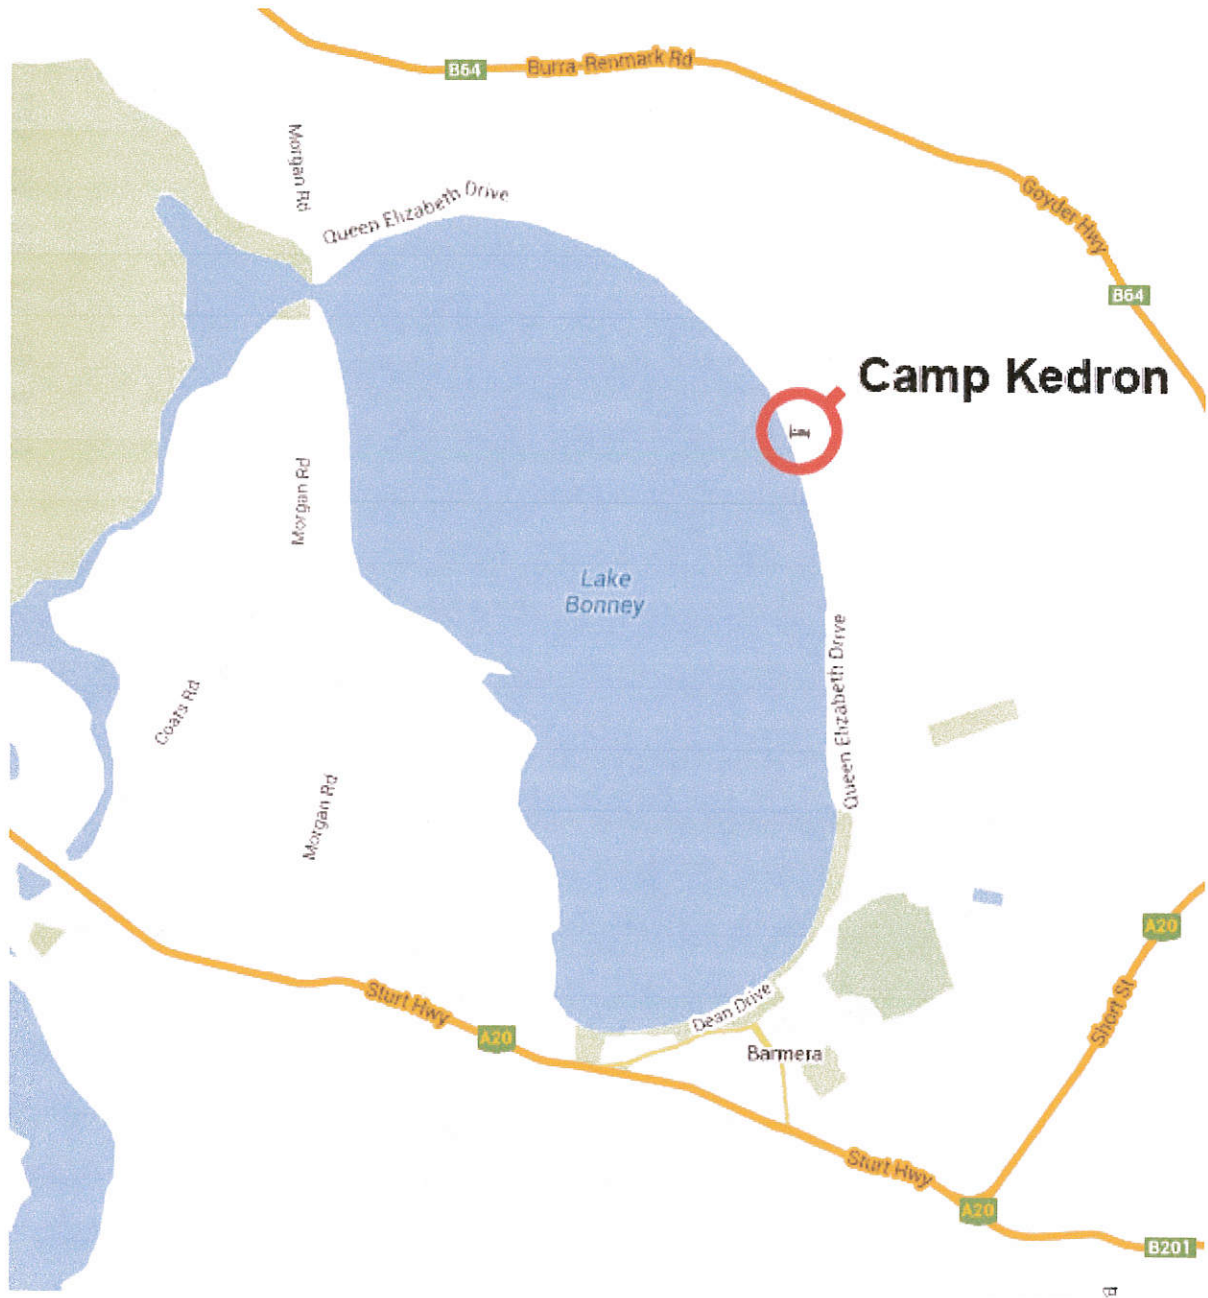 B64
Burra-Renmark Rd
Morgan Rd
Queen Elizabeth Drive
Goyder Hwy
B64
Camp Kedron
Morgan Rd
Lake
Bonney
Queen Elizabeth Drive
Coats Rd
Morgan Rd
A20
Sturt Hwy
Dean Drive
Short St
A20
Barmera
Sturt Hwy
A20
B201